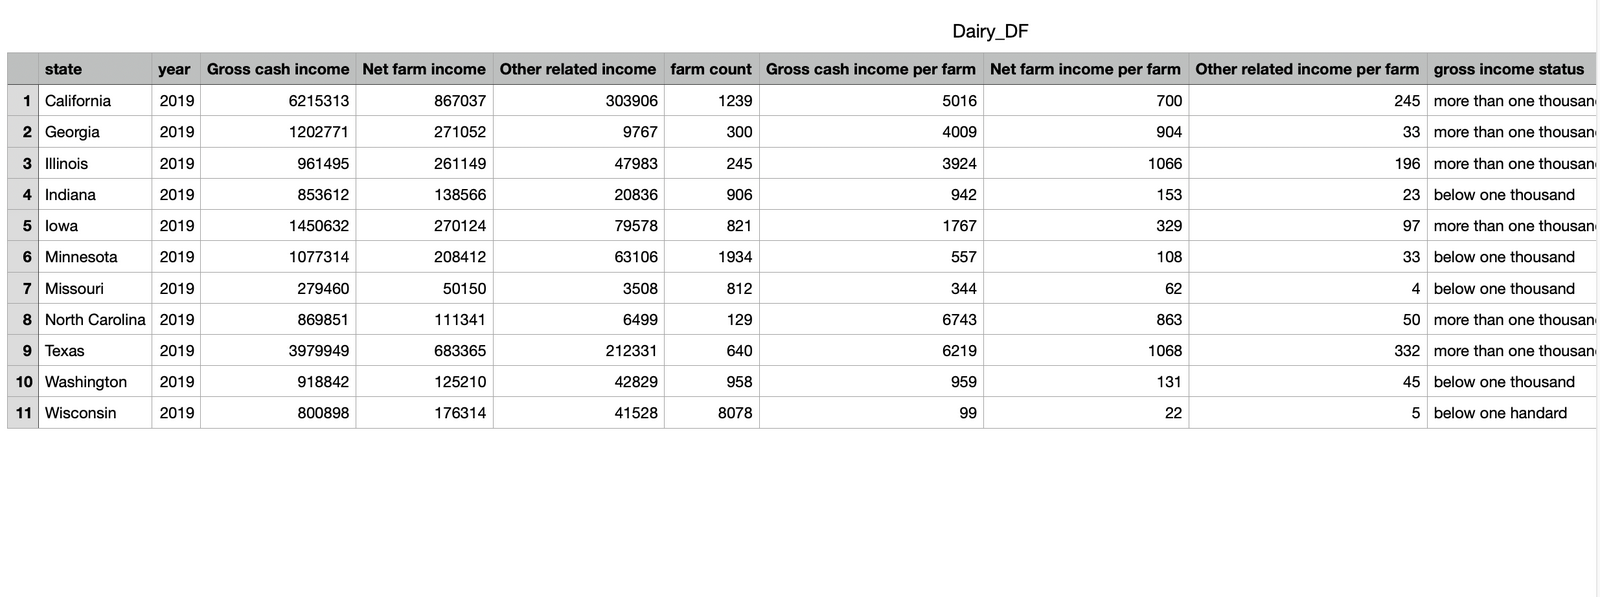 Dairy_DF
state year Gross cash income Net farm income Other related income farm count Gross cash income per farm Net farm income per farm Other related income per farm gross income status
1 California 2019 6215313 867037 303906 1239 5016 700 245 more than one thousan
2 Georgia 2019 1202771 271052 9767 300 4009 904 33 more than one thousan
3 Illinois 2019 961495 261149 47983 245 3924 1066 196 more than one thousan
4 Indiana 2019 853612 138566 20836 906 942 153 23 below one thousand
5 Iowa 2019 1450632 270124 79578 821 1767 329 97 more than one thousan
6 Minnesota 2019 1077314 208412 63106 1934 557 108 33 below one thousand
7 Missouri 2019 279460 50150 3508 812 344 62 4 below one thousand
8 North Carolina 2019 869851 111341 6499 129 6743 863 50 more than one thousan
9 Texas 2019 3979949 683365 212331 640 6219 1068 332 more than one thousan
10 Washington 2019 918842 125210 42829 958 959 131 45 below one thousand
11 Wisconsin 2019 800898 176314 41528 8078 99 22 5 below one handard